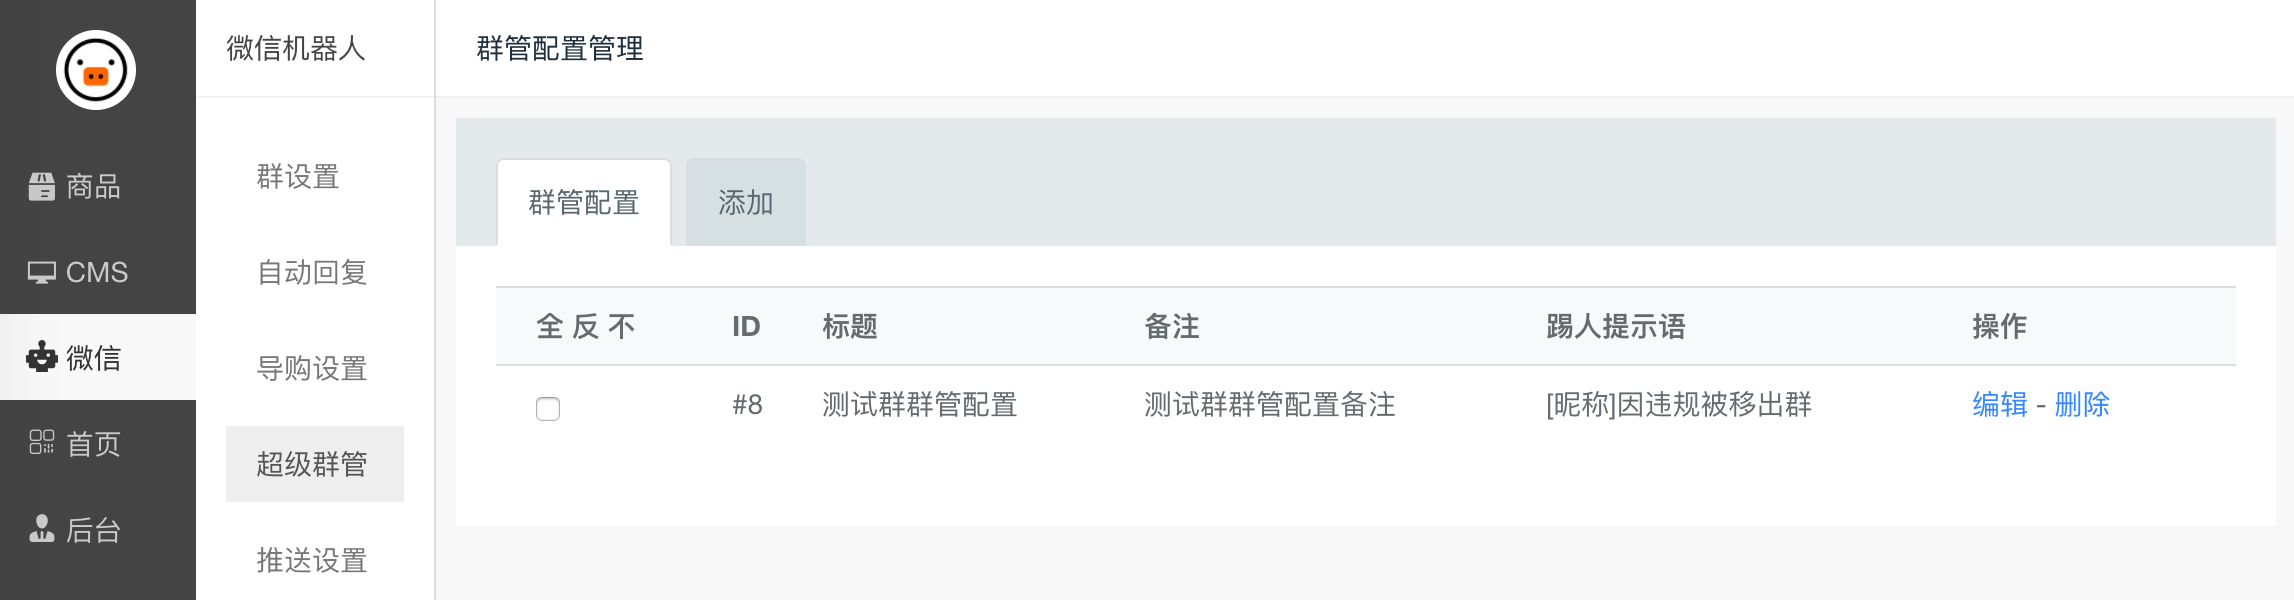 商品
CMS
微信
首页
后台
微信机器人
群设置
自动回复
导购设置
超级群管
推送设置
群管配置管理
群管配置 添加
全 反 不 ID 标题 备注 踢人提示语 操作
#8 测试群群管配置 测试群群管配置备注 [昵称]因违规被移出群 编辑 - 删除